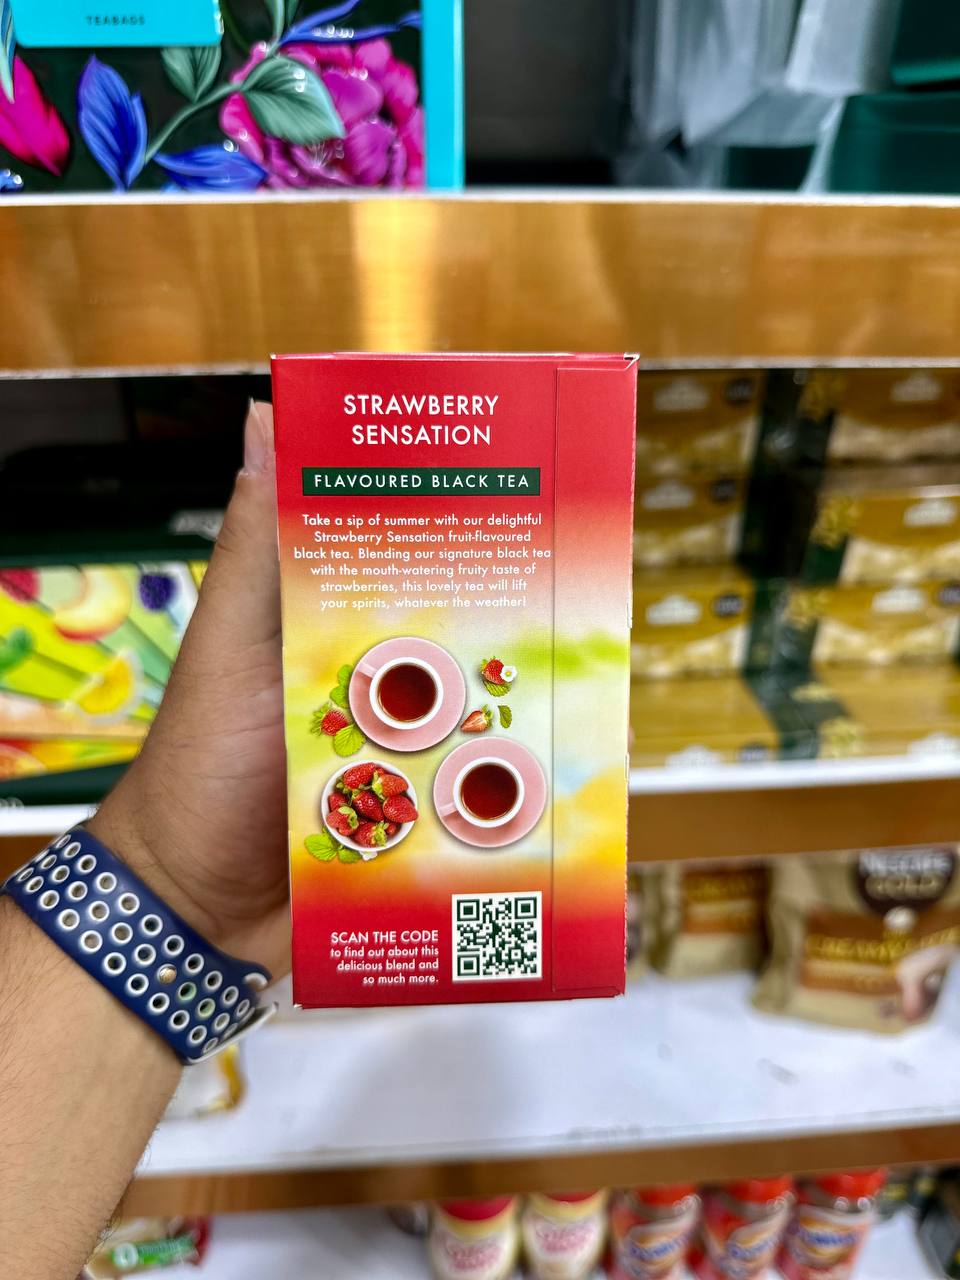 TEABAGS
STRAWBERRY
SENSATION
FLAVOURED BLACK TEA
Take a sip of summer with our delightful
Strawberry Sensation fruit-flavoured
black tea. Blending our signature black tea
with the mouth-watering fruity taste of
strawberries, this lovely tea will lift
your spirits, whatever the weather!
SCAN THE CODE
to find out about this
delicious blend and
so much more.
NESCAFÉ
GOLD